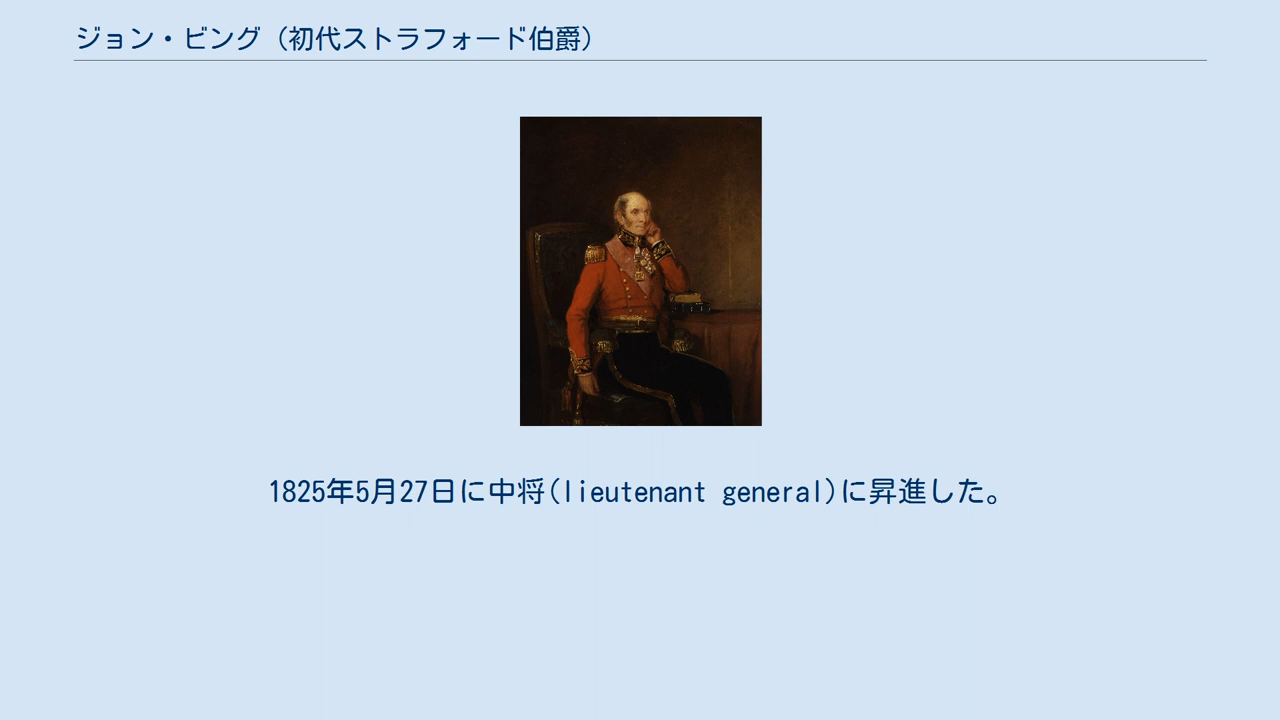 ジョン・ビング（初代ストラフォード伯爵）
1825年5月27日に中将(lieutenant general)に昇進した。